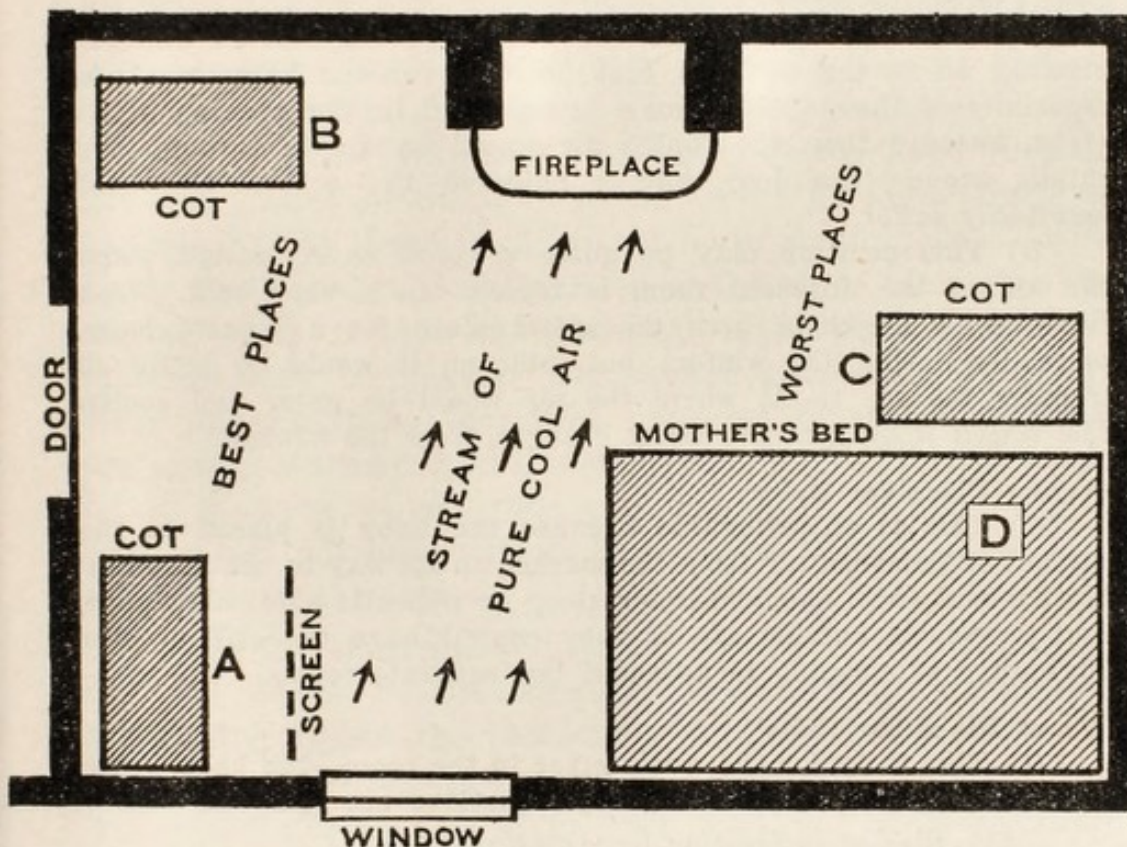 B
COT
FIREPLACE
BEST PLACES
WORST PLACES
COT
C
DOOR
STREAM OF
PURE COOL AIR
MOTHER'S BED
D
COT
A
SCREEN
WINDOW